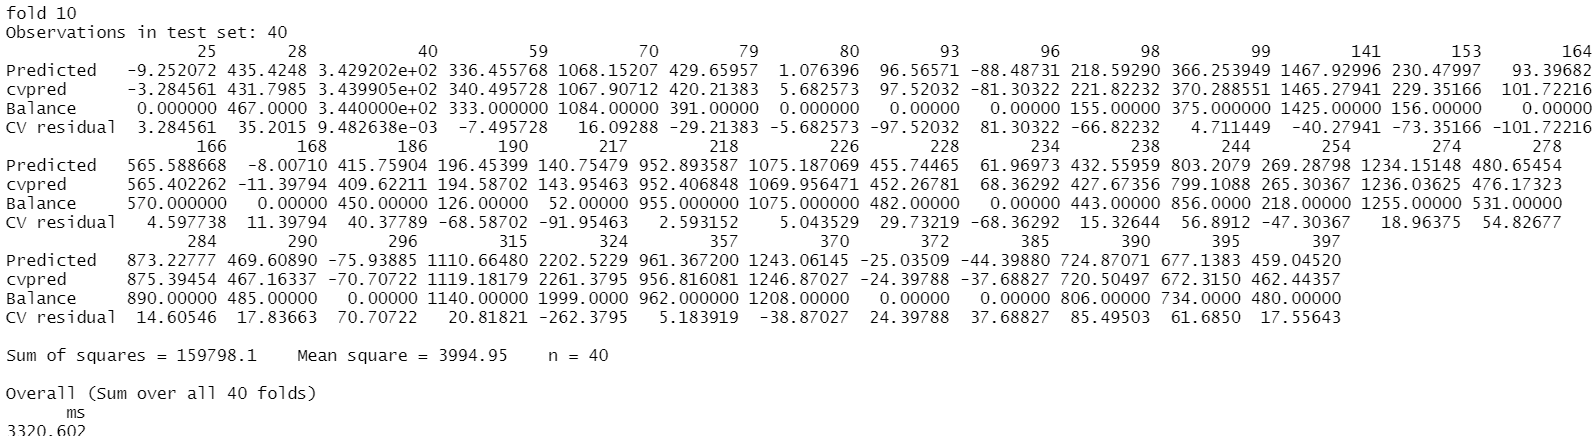 fold 10
Observations in test set: 40
25 28 40 59 70 79 80 93 96 98 99 141 153 164
Predicted -9.252072 435.4248 3.429202e+02 336.455768 1068.15207 429.65957 1.076396 96.56571 -88.48731 218.59290 366.253949 1467.92996 230.47997 93.39682
cvpred -3.284561 431.7985 3.439905e+02 340.495728 1067.90712 420.21383 5.682573 97.52032 -81.30322 221.82232 370.288551 1465.27941 229.35166 101.72216
Balance 0.000000 467.0000 3.440000e+02 333.000000 1084.00000 391.00000 0.000000 0.00000 0.00000 155.00000 375.000000 1425.00000 156.00000 0.00000
CV residual 3.284561 35.2015 9.482638e-03 -7.495728 16.09288 -29.21383 -5.682573 -97.52032 81.30322 -66.82232 4.711449 -40.27941 -73.35166 -101.72216
166 168 186 190 217 218 226 228 234 238 244 254 274 278
Predicted 565.588668 -8.00710 415.75904 196.45399 140.75479 952.893587 1075.187069 455.74465 61.96973 432.55959 803.2079 269.28798 1234.15148 480.65454
cvpred 565.402262 -11.39794 409.62211 194.58702 143.95463 952.406848 1069.956471 452.26781 68.36292 427.67356 799.1088 265.30367 1236.03625 476.17323
Balance 570.000000 0.00000 450.00000 126.00000 52.00000 955.000000 1075.000000 482.00000 0.00000 443.00000 856.0000 218.00000 1255.00000 531.00000
CV residual 4.597738 11.39794 40.37789 -68.58702 -91.95463 2.593152 5.043529 29.73219 -68.36292 15.32644 56.8912 -47.30367 18.96375 54.82677
284 290 296 315 324 357 370 372 385 390 395 397
Predicted 873.22777 469.60890 -75.93885 1110.66480 2202.5229 961.367200 1243.06145 -25.03509 -44.39880 724.87071 677.1383 459.04520
cvpred 875.39454 467.16337 -70.70722 1119.18179 2261.3795 956.816081 1246.87027 -24.39788 -37.68827 720.50497 672.3150 462.44357
Balance 890.00000 485.00000 0.00000 1140.00000 1999.0000 962.000000 1208.00000 0.00000 0.00000 806.00000 734.0000 480.00000
CV residual 14.60546 17.83663 70.70722 20.81821 -262.3795 5.183919 -38.87027 24.39788 37.68827 85.49503 61.6850 17.55643
Sum of squares = 159798.1 Mean square = 3994.95 n = 40
Overall (Sum over all 40 folds)
ms
3320.602